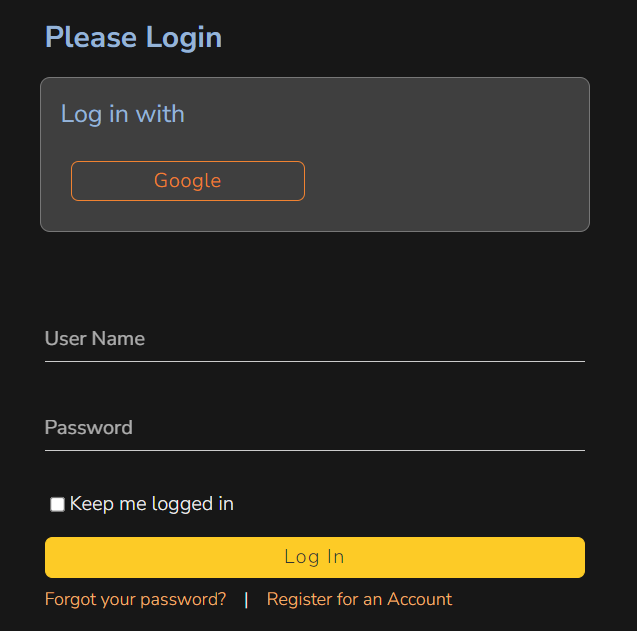 Please Login
Log in with
Google
User Name
Password
Keep me logged in
Log In
Forgot your password? | Register for an Account